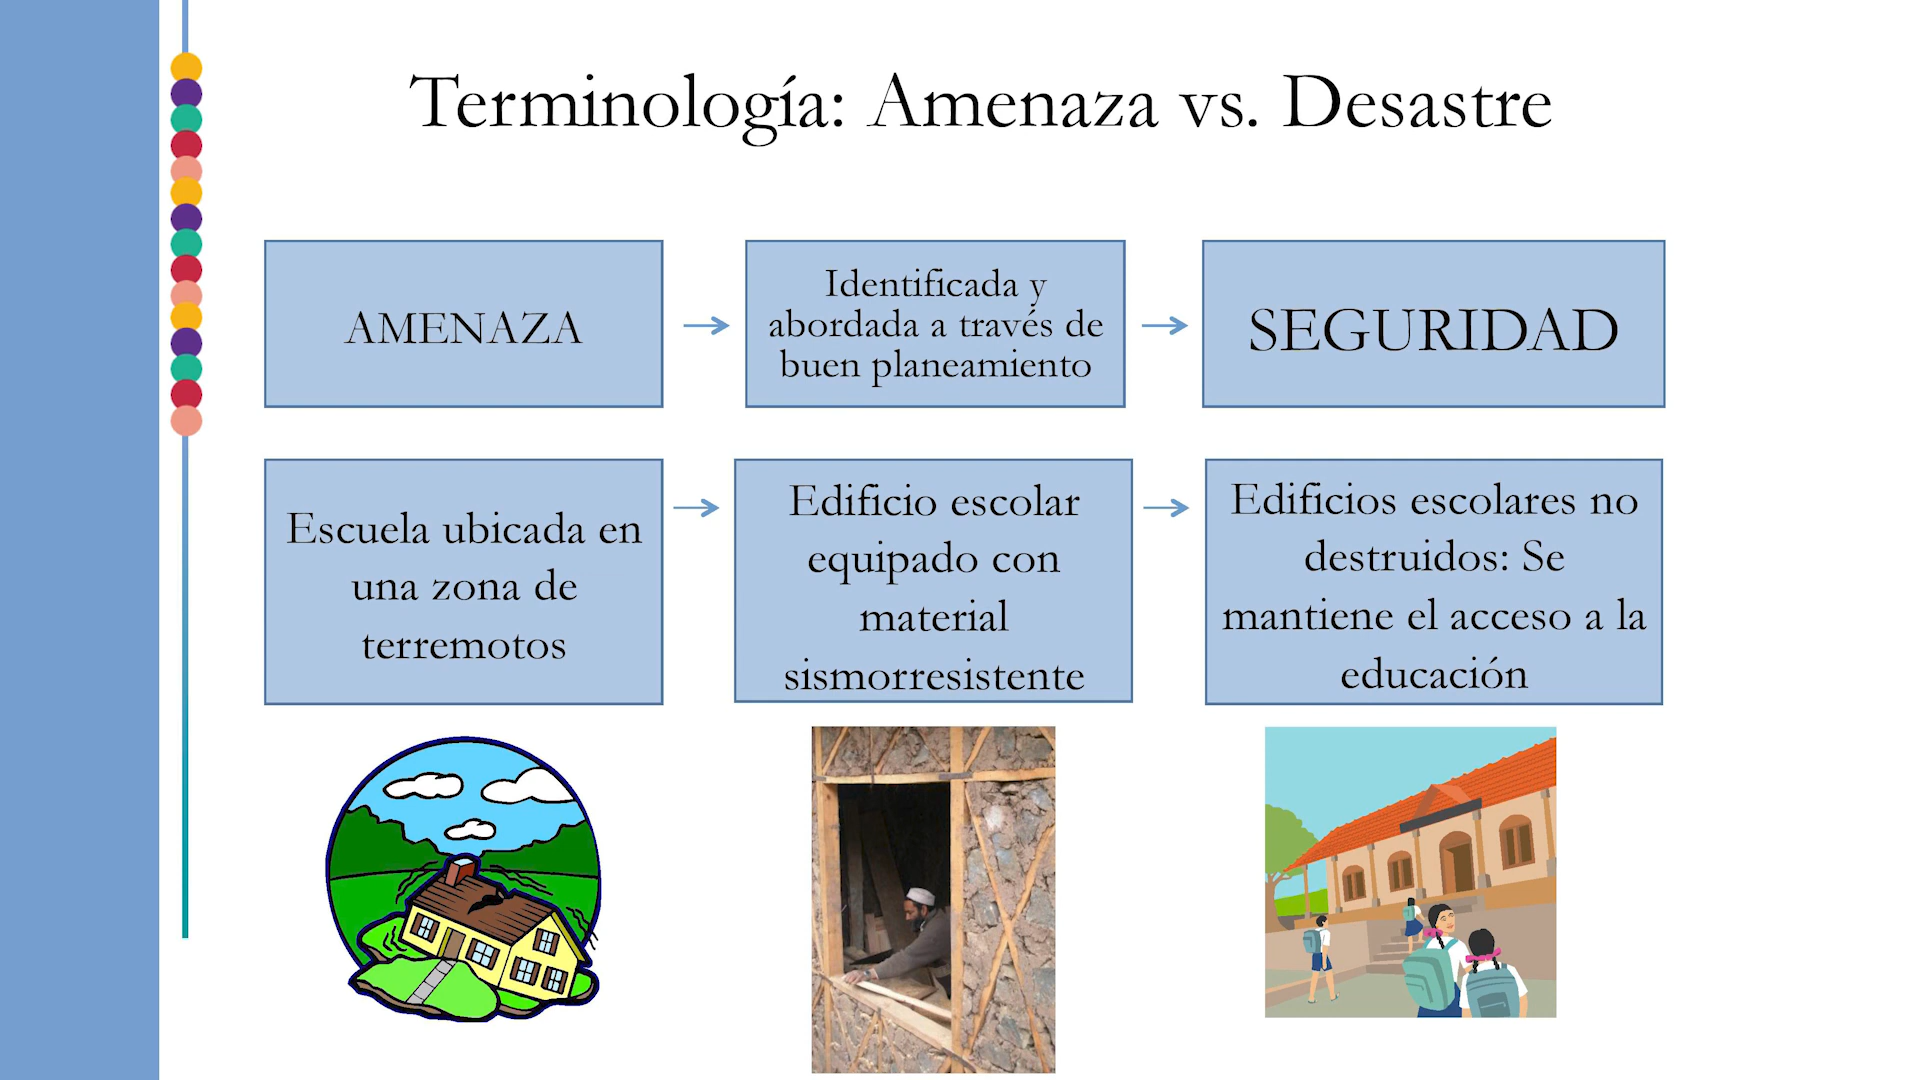 Terminología: Amenaza vs. Desastre
AMENAZA
Identificada y
abordada a través de
buen planeamiento
SEGURIDAD
Escuela ubicada en
una zona de
terremotos
Edificio escolar
equipado con
material
sismorresistente
Edificios escolares no
destruidos: Se
mantiene el acceso a la
educación